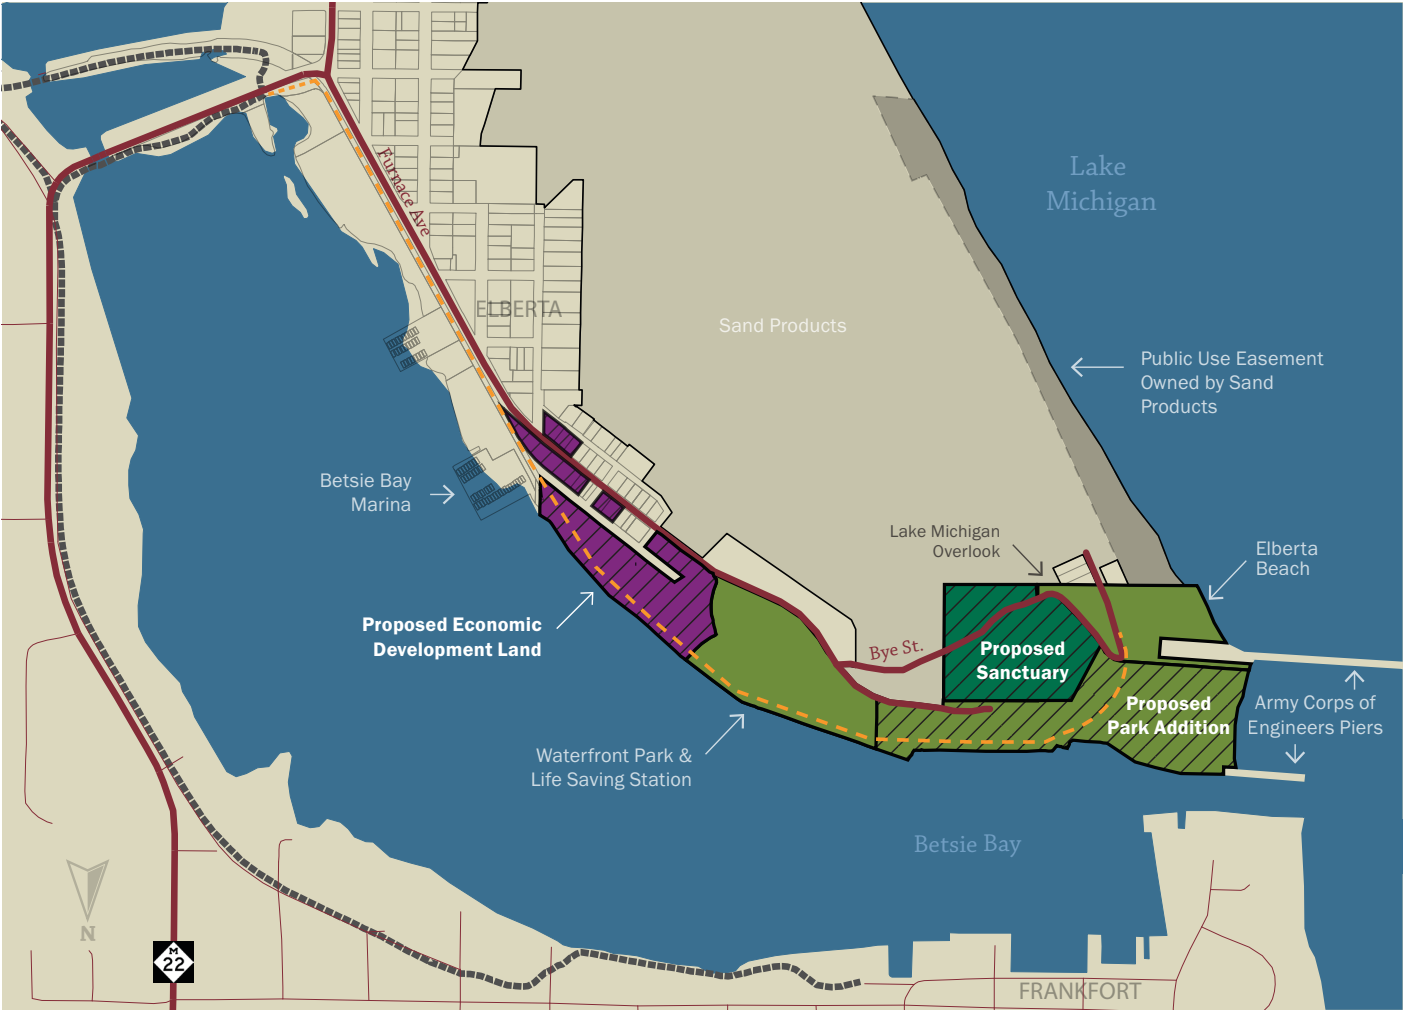 Lake
Michigan
Furnace Ave
ELBERTA
Sand Products
Public Use Easement
Owned by Sand
Products
Betsie Bay
Marina
Lake Michigan
Overlook
Elberta
Beach
Proposed Economic
Development Land
Bye St.
Proposed
Sanctuary
Proposed
Park Addition
Army Corps of
Engineers Piers
Waterfront Park &
Life Saving Station
Betsie Bay
N
M
22
FRANKFORT